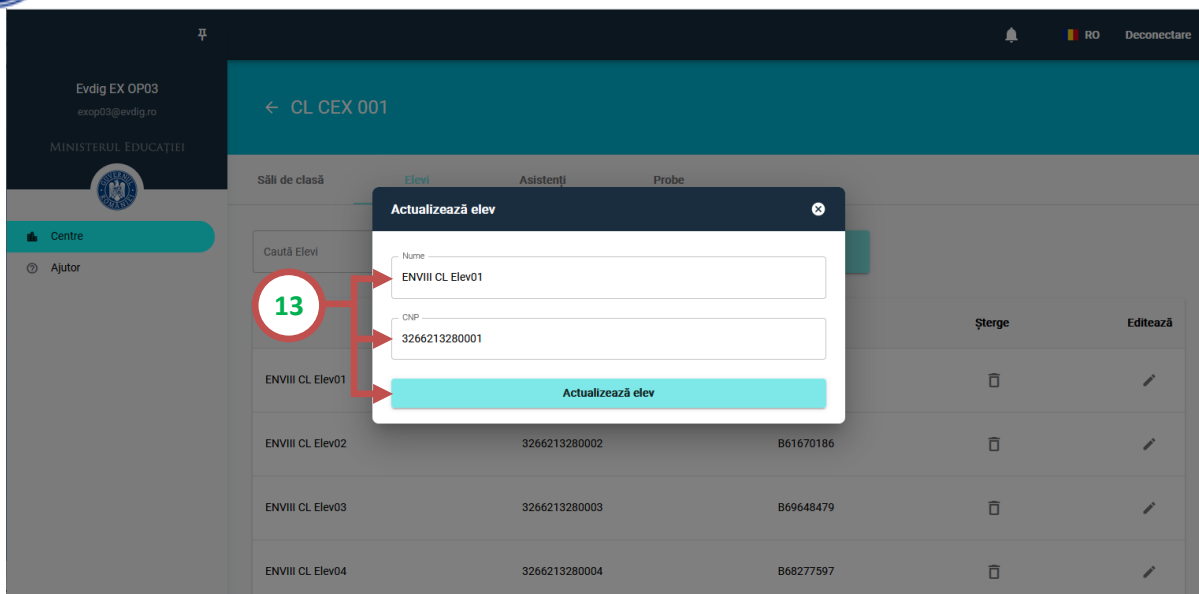 RO Deconectare
Evdig EX OP03
exop03@evdig.ro
MINISTERUL EDUCAȚIEI
CL CEX 001
Săli de clasă Elevi Asistenți Probe
Centre
Ajutor
Caută Elevi
Actualizează elev
Nume
ENVIII CL Elev01
CNP
3266213280001
Actualizează elev
13
Șterge Editează
ENVIII CL Elev01
ENVIII CL Elev02 3266213280002 B61670186
ENVIII CL Elev03 3266213280003 B69648479
ENVIII CL Elev04 3266213280004 B68277597